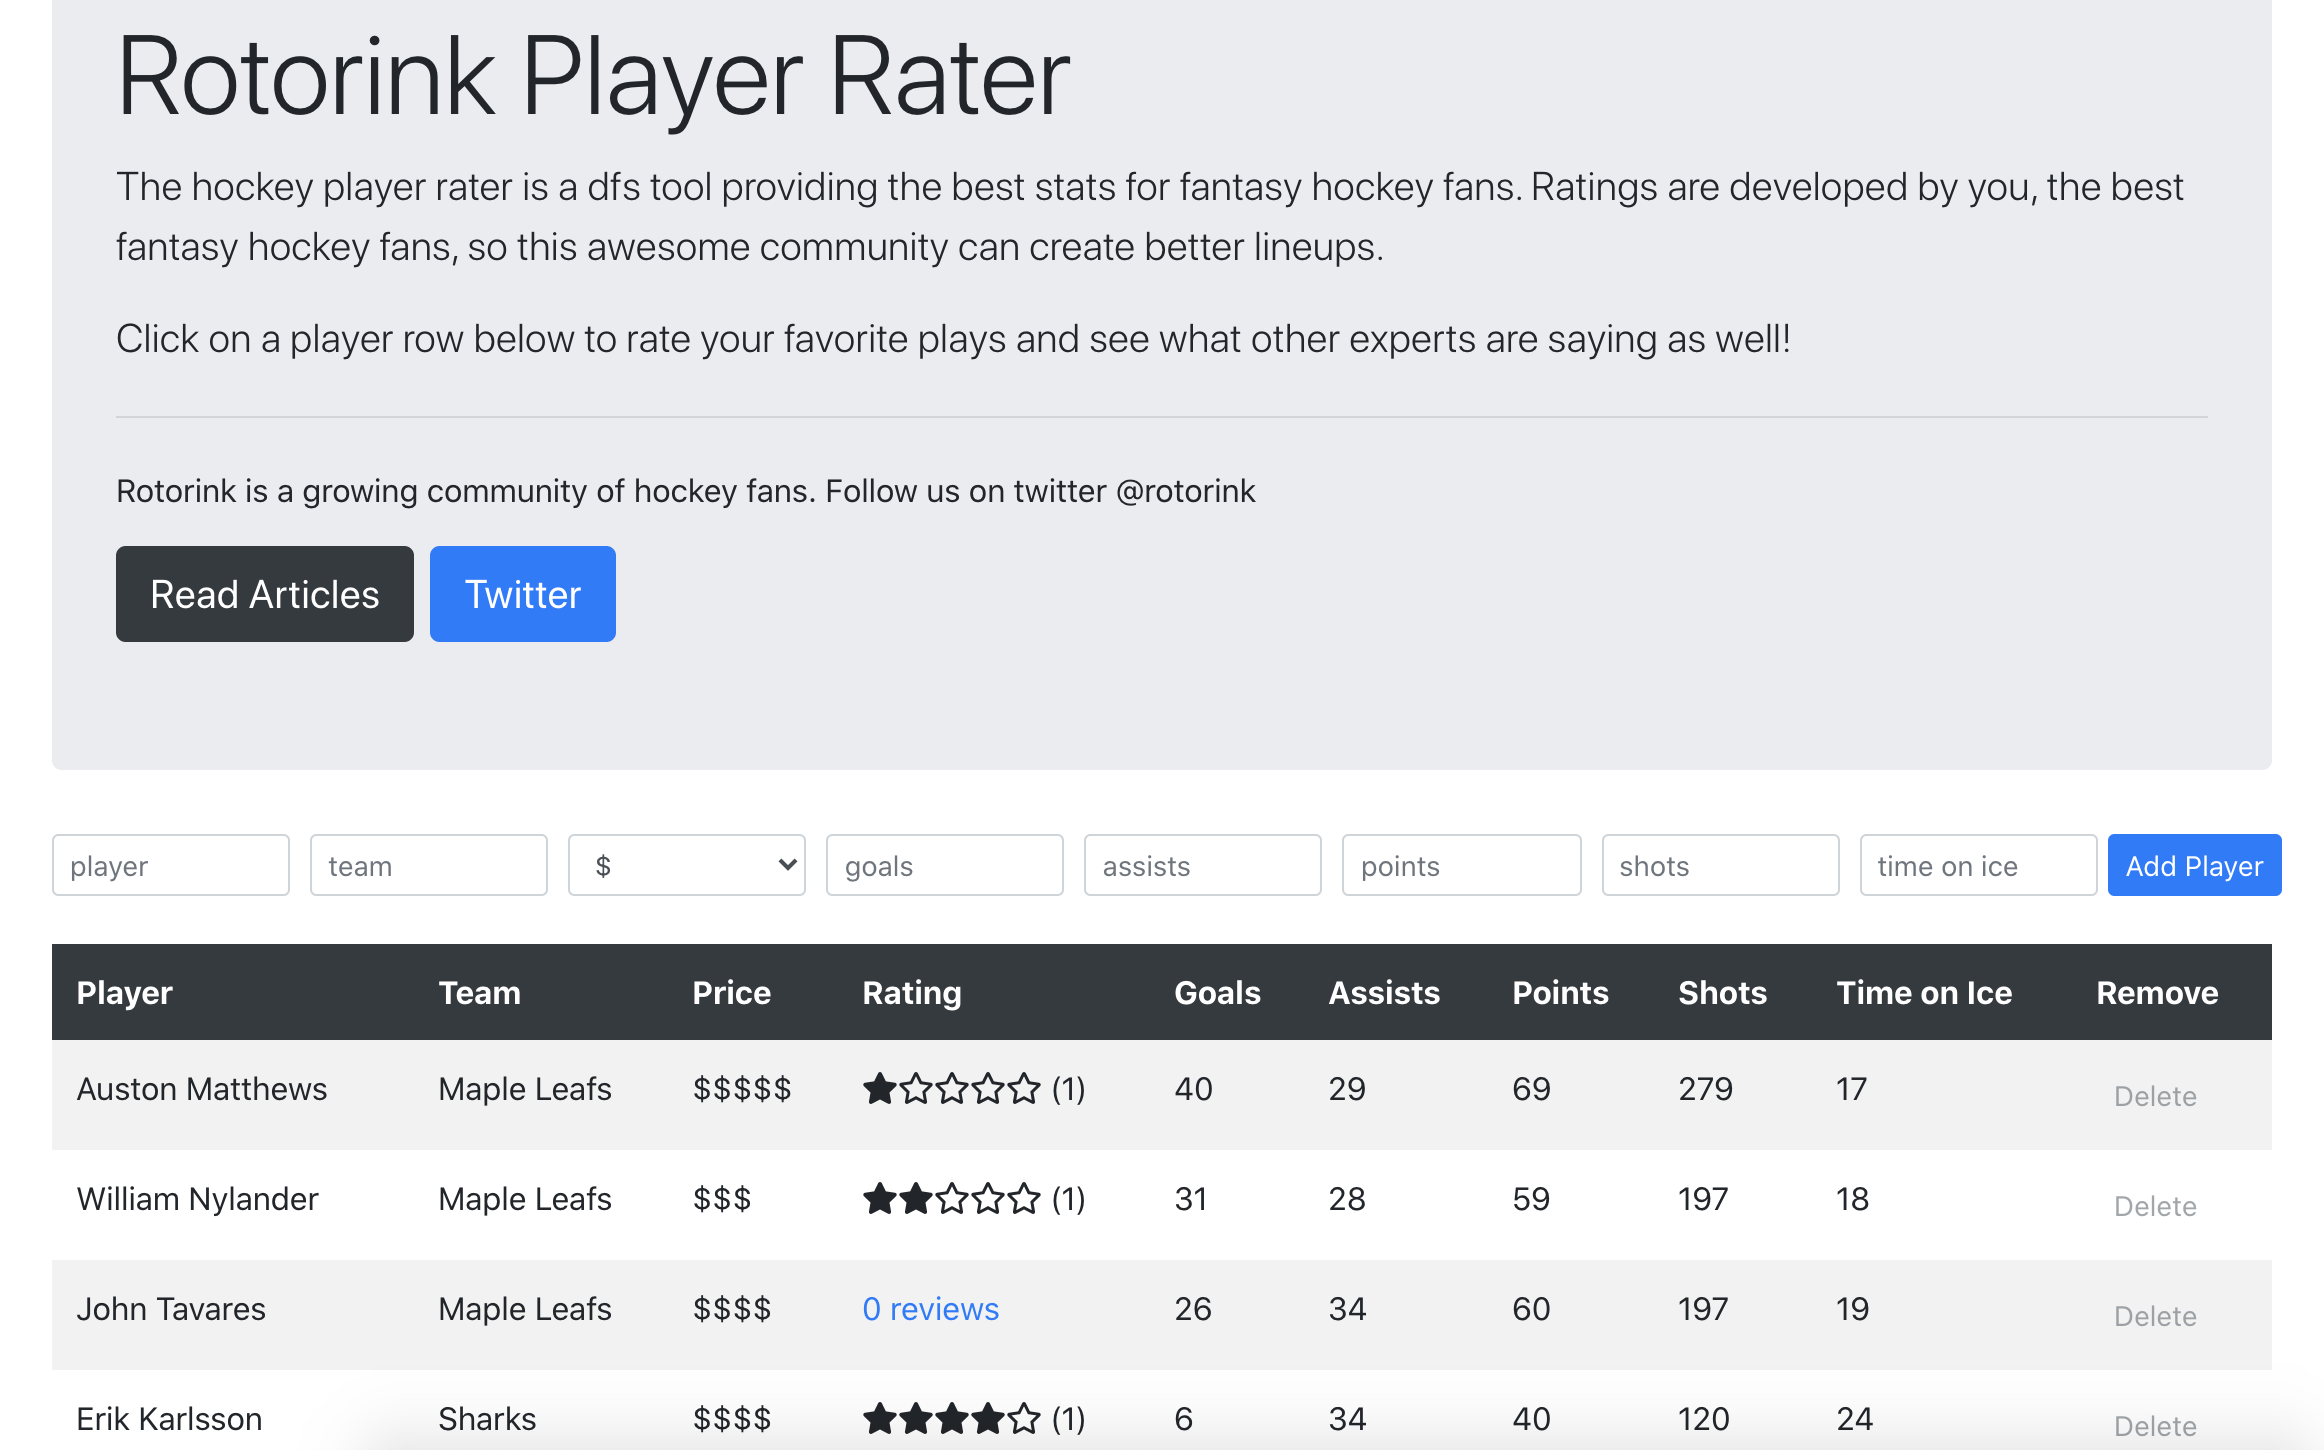 Rotorink Player Rater
The hockey player rater is a dfs tool providing the best stats for fantasy hockey fans. Ratings are developed by you, the best
fantasy hockey fans, so this awesome community can create better lineups.
Click on a player row below to rate your favorite plays and see what other experts are saying as well!
Rotorink is a growing community of hockey fans. Follow us on twitter @rotorink
Read Articles Twitter
player team $ goals assists points shots time on ice Add Player
Player Team Price Rating Goals Assists Points Shots Time on Ice Remove
Auston Matthews Maple Leafs $$$$$ ★☆☆☆☆ (1) 40 29 69 279 17 Delete
William Nylander Maple Leafs $$$ ★★☆☆☆ (1) 31 28 59 197 18 Delete
John Tavares Maple Leafs $$$$ 0 reviews 26 34 60 197 19 Delete
Erik Karlsson Sharks $$$$ ★★★★☆ (1) 6 34 40 120 24 Delete